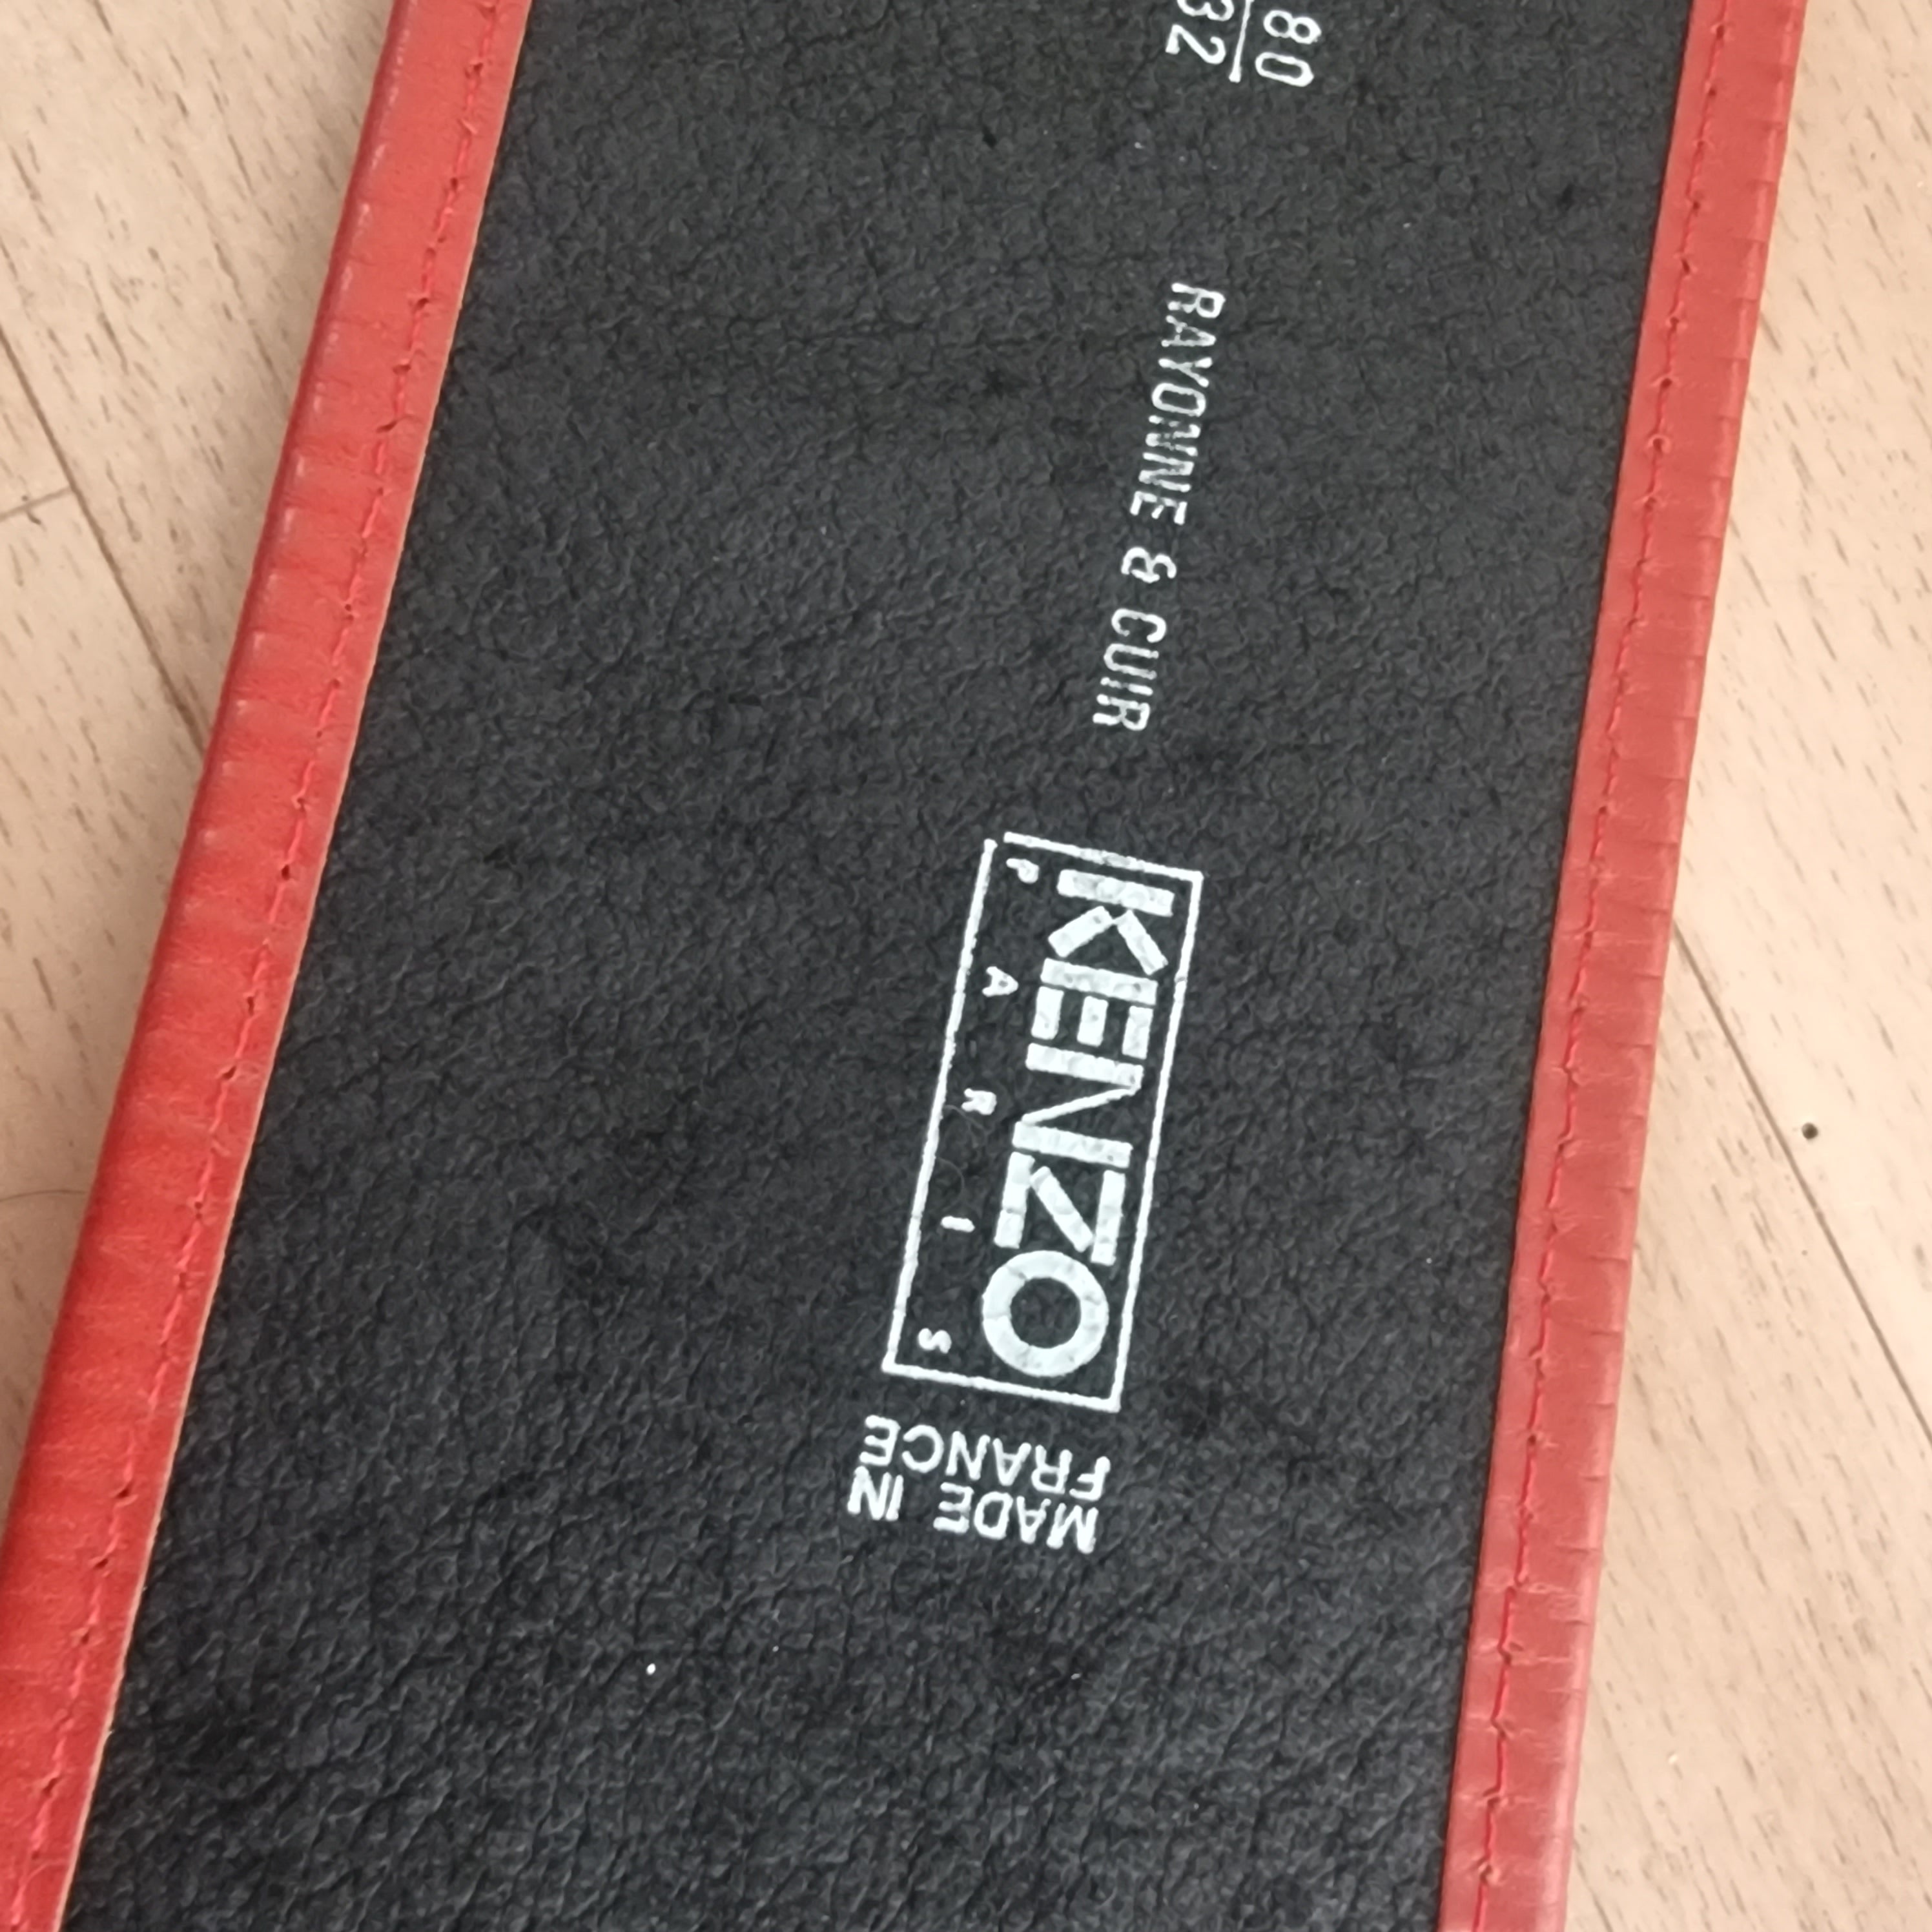 80
32
RAYONNE & CUIR
KENZO
PARIS
MADE IN
FRANCE